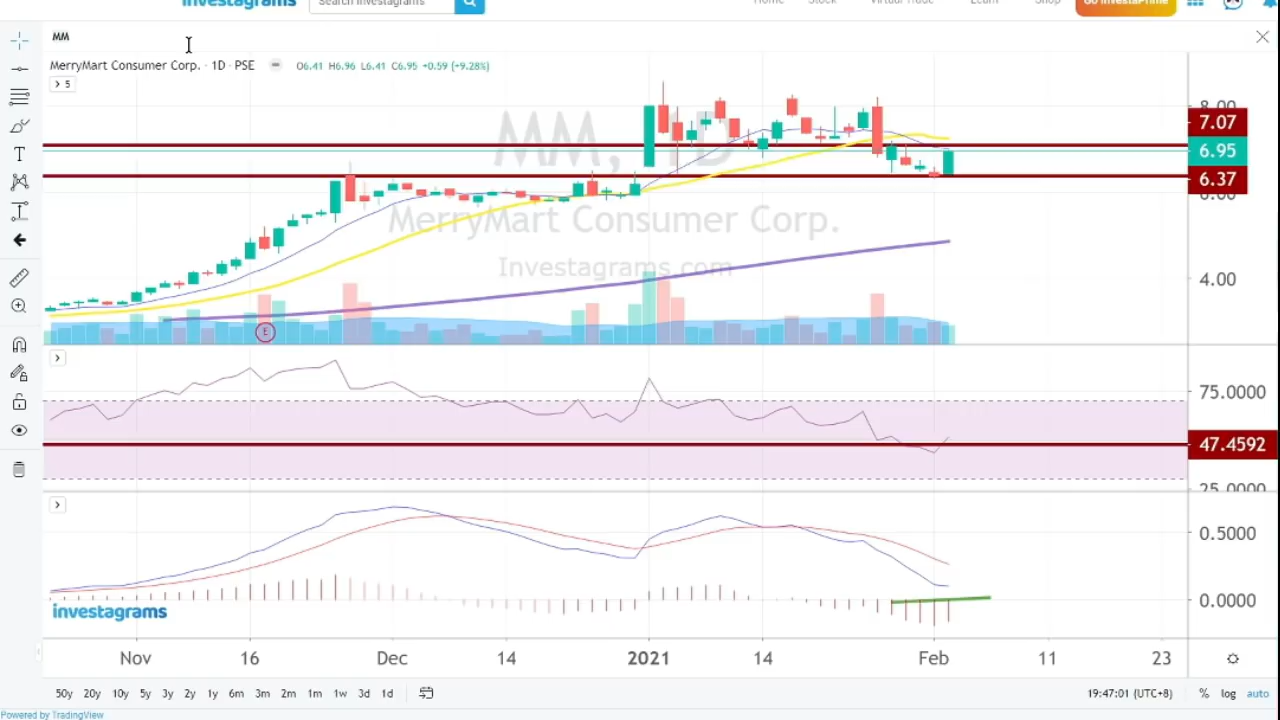 investagrams
Search Investagrams
Home Stock Virtual Trade Learn Shop Go InvestaPrime
MM
MerryMart Consumer Corp. · 1D · PSE O6.41 H6.96 L6.41 C6.95 +0.59 (+9.28%)
5
MM, 1D
MerryMart Consumer Corp.
Investagrams.com
8.00
7.07
6.95
6.37
6.00
4.00
E
75.0000
47.4592
25.0000
0.5000
0.0000
investagrams
Nov 16 Dec 14 2021 14 Feb 11 23
50y 20y 10y 5y 3y 2y 1y 6m 3m 2m 1m 1w 3d 1d
19:47:01 (UTC+8) % log auto
Powered by TradingView